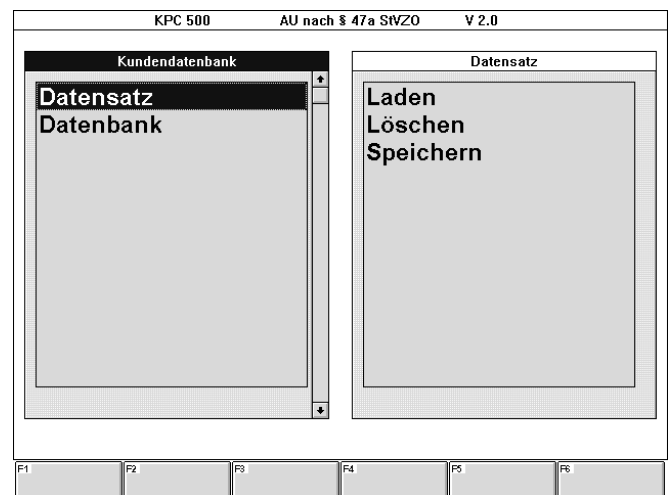 KPC 500 AU nach § 47a StVZO V 2.0
Kundendatenbank
Datensatz
Datenbank
Datensatz
Laden
Löschen
Speichern
F1 F2 F3 F4 F5 F6